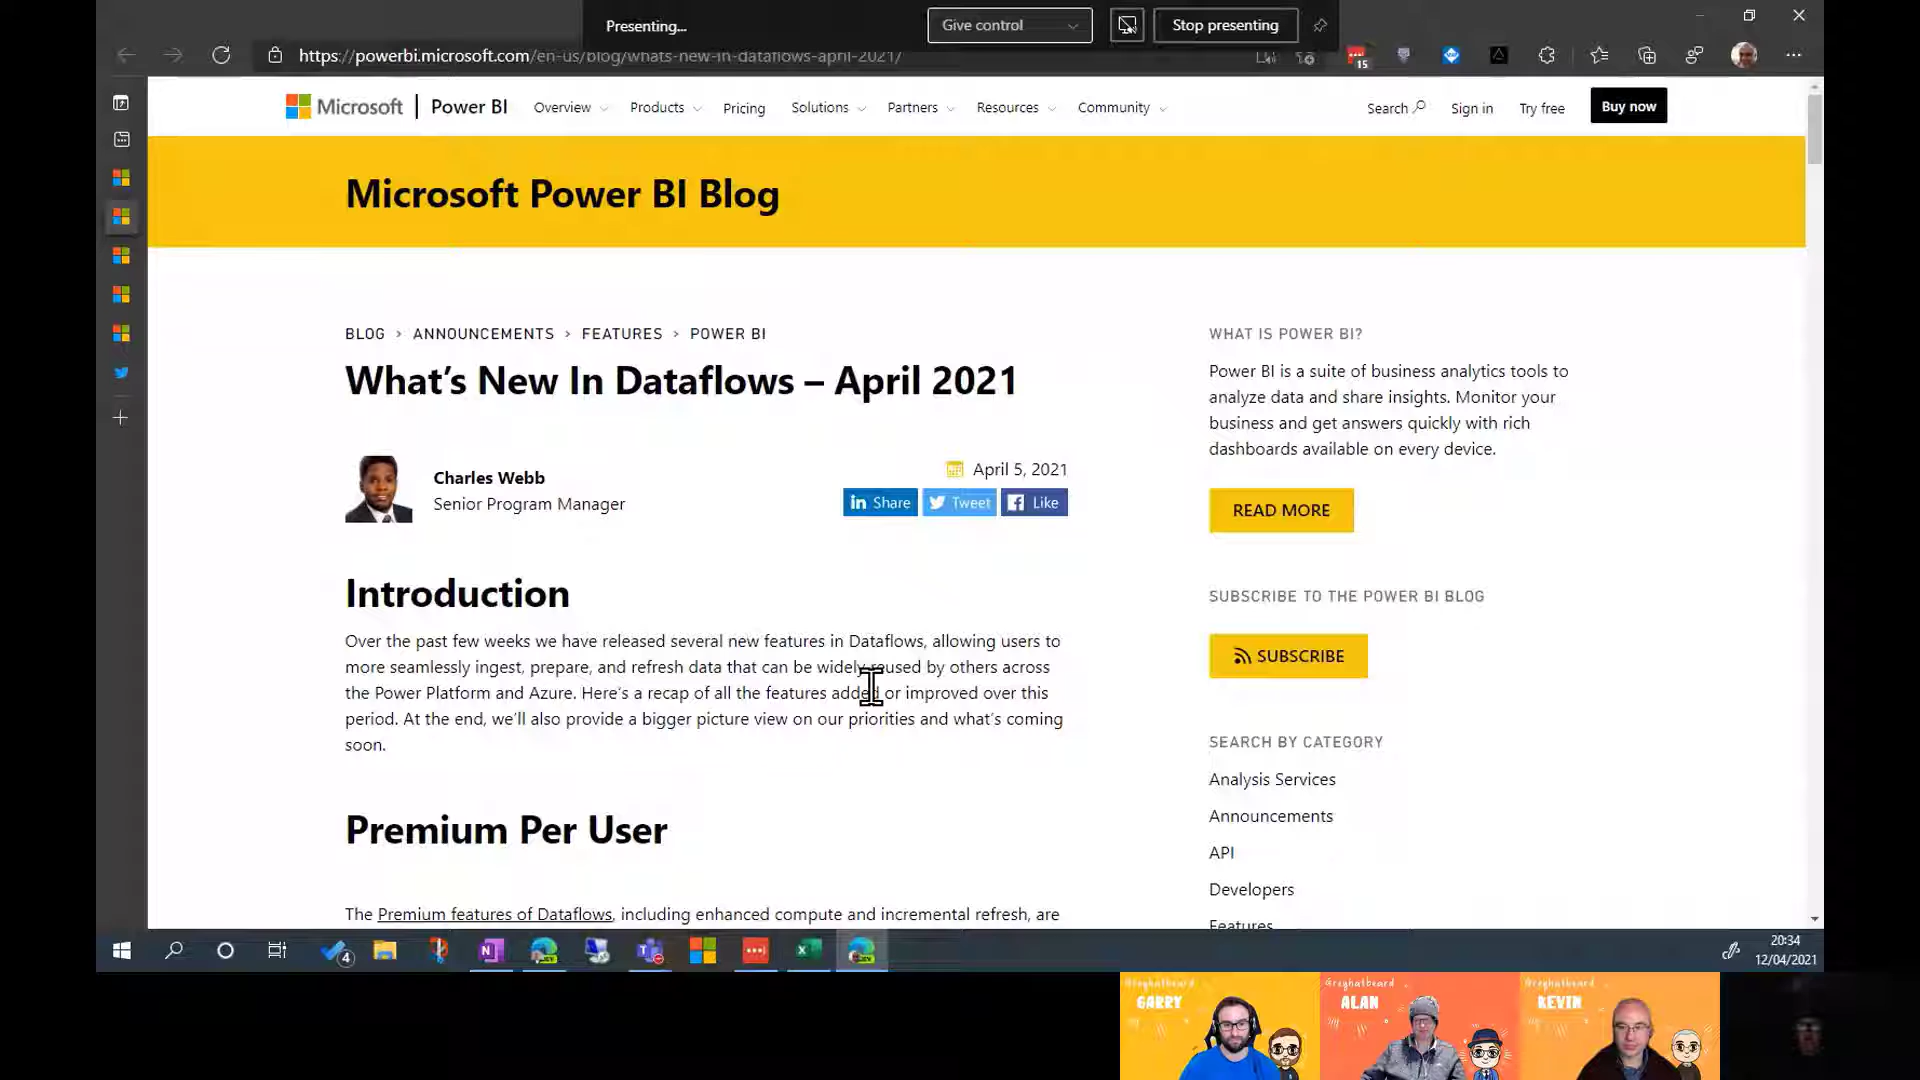 Presenting...
Give control
Stop presenting
https://powerbi.microsoft.com/en-us/blog/whats-new-in-dataflows-april-2021/
15
Microsoft
Power BI
Overview
Products
Pricing
Solutions
Partners
Resources
Community
Search
Sign in
Try free
Buy now
Microsoft Power BI Blog
BLOG > ANNOUNCEMENTS > FEATURES > POWER BI
What's New In Dataflows – April 2021
Charles Webb
Senior Program Manager
April 5, 2021
in Share
Tweet
Like
Introduction
Over the past few weeks we have released several new features in Dataflows, allowing users to
more seamlessly ingest, prepare, and refresh data that can be widely reused by others across
the Power Platform and Azure. Here's a recap of all the features added or improved over this
period. At the end, we'll also provide a bigger picture view on our priorities and what's coming
soon.
Premium Per User
The Premium features of Dataflows, including enhanced compute and incremental refresh, are
WHAT IS POWER BI?
Power BI is a suite of business analytics tools to
analyze data and share insights. Monitor your
business and get answers quickly with rich
dashboards available on every device.
READ MORE
SUBSCRIBE TO THE POWER BI BLOG
SUBSCRIBE
SEARCH BY CATEGORY
Analysis Services
Announcements
API
Developers
Features
4
20:34
12/04/2021
Greyhatbeard
GARRY
Greyhatbeard
ALAN
Greyhatbeard
KEVIN